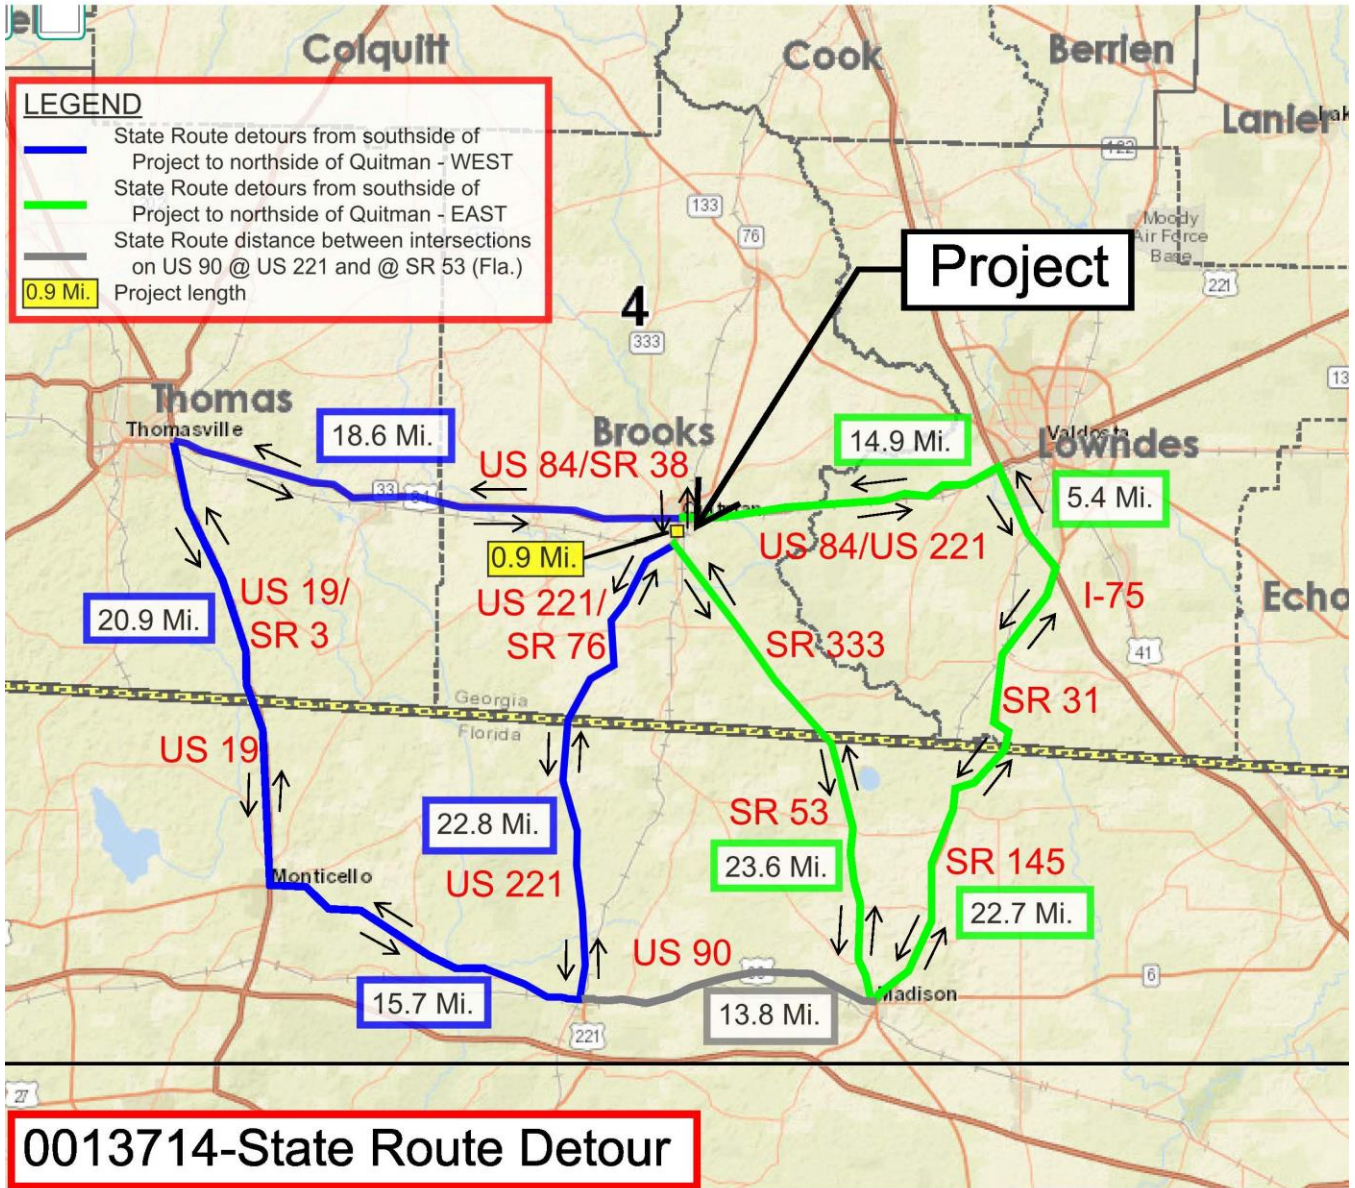 Colquitt
Cook
Berrien
Lanier
LEGEND
State Route detours from southside of
Project to northside of Quitman - WEST
State Route detours from southside of
Project to northside of Quitman - EAST
State Route distance between intersections
on US 90 @ US 221 and @ SR 53 (Fla.)
0.9 Mi. Project length
122
133
76
Moody
Air Force
Base
221
Project
4
333
Thomas
Thomasville
18.6 Mi.
Brooks
14.9 Mi.
Valdosta
Lowndes
US 84/SR 38
5.4 Mi.
33
84
0.9 Mi.
US 84/US 221
US 19/
SR 3
20.9 Mi.
US 221/
SR 76
I-75
Echo
SR 333
41
SR 31
Georgia
Florida
US 19
22.8 Mi.
SR 53
23.6 Mi.
US 221
SR 145
22.7 Mi.
Monticello
US 90
6
15.7 Mi.
13.8 Mi.
Madison
221
27
0013714-State Route Detour